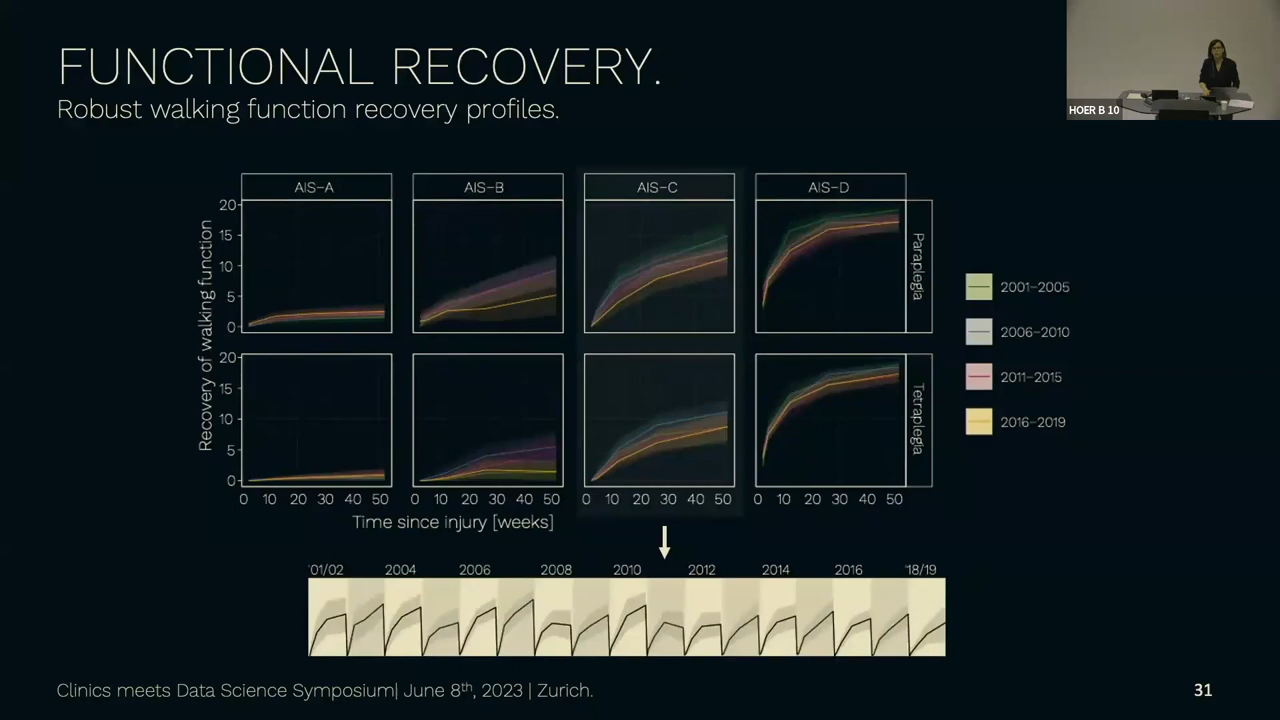 FUNCTIONAL RECOVERY.
Robust walking function recovery profiles.
HOER B 10
AIS-A
AIS-B
AIS-C
AIS-D
Recovery of walking function
20
15
10
5
0
Paraplegia
20
15
10
5
0
Tetraplegia
0 10 20 30 40 50
0 10 20 30 40 50
0 10 20 30 40 50
0 10 20 30 40 50
Time since injury [weeks]
2001–2005
2006–2010
2011–2015
2016–2019
'01/02 2004 2006 2008 2010 2012 2014 2016 '18/19
Clinics meets Data Science Symposium| June 8th, 2023 | Zurich.
31